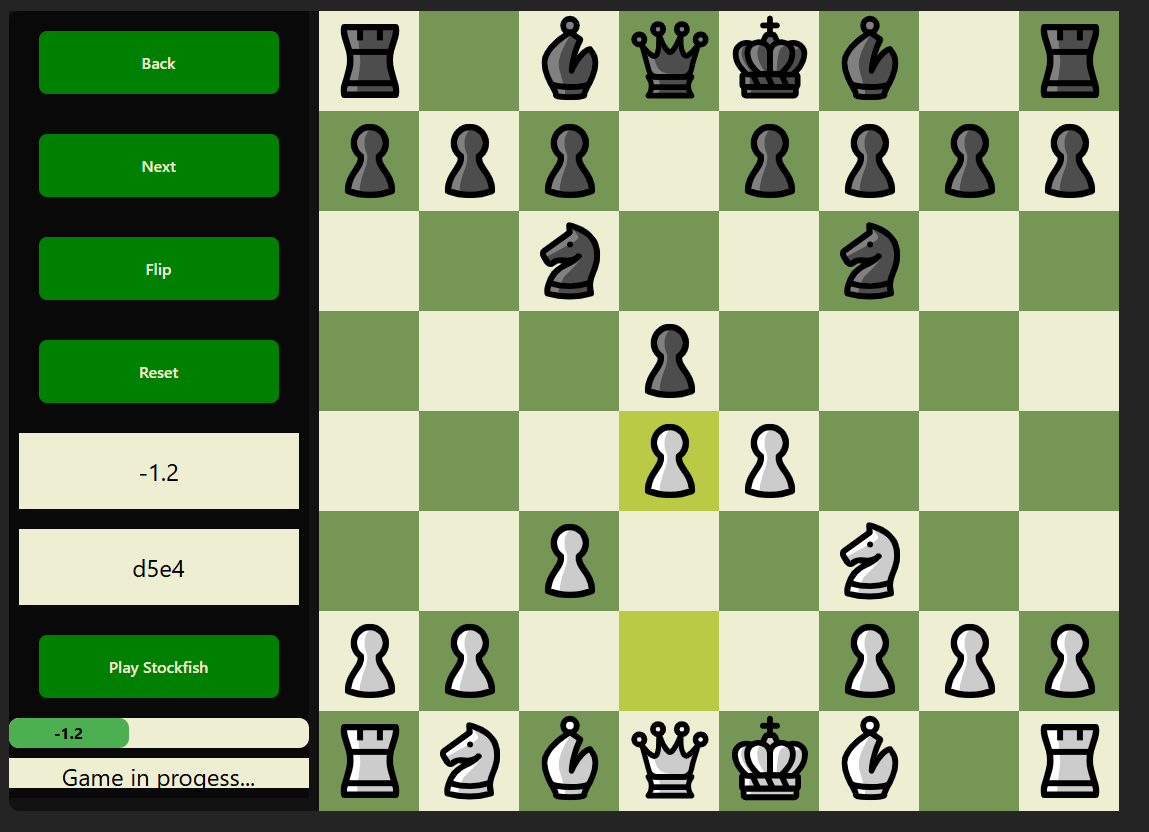 Back
Next
Flip
Reset
-1.2
d5e4
Play Stockfish
-1.2
Game in progess...